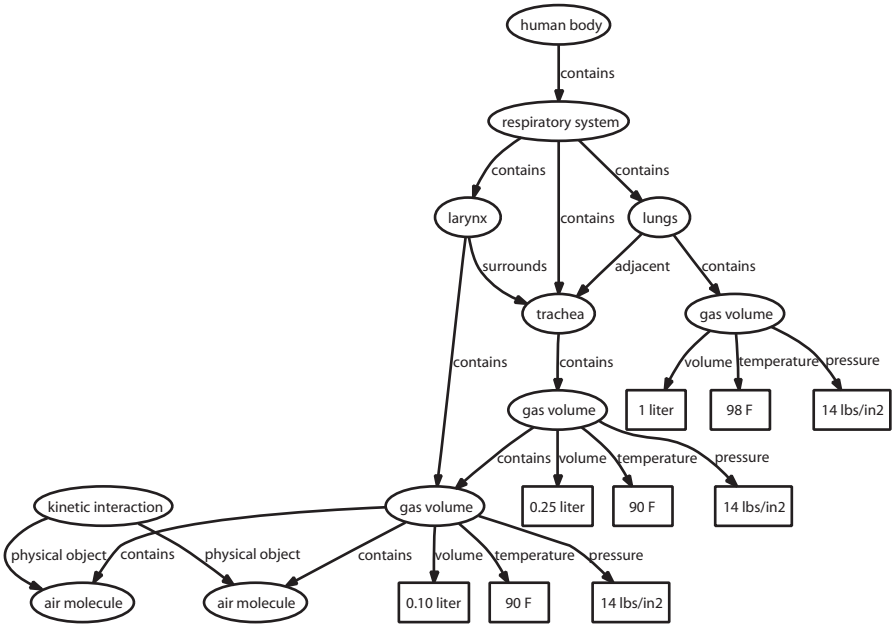 human body
contains
respiratory system
contains
contains
larynx
contains
lungs
surrounds
adjacent
contains
trachea
gas volume
contains
contains
volume
temperature
pressure
1 liter
98 F
14 lbs/in2
gas volume
contains
volume
temperature
pressure
kinetic interaction
gas volume
0.25 liter
90 F
14 lbs/in2
physical object
contains
physical object
contains
volume
temperature
pressure
air molecule
air molecule
0.10 liter
90 F
14 lbs/in2